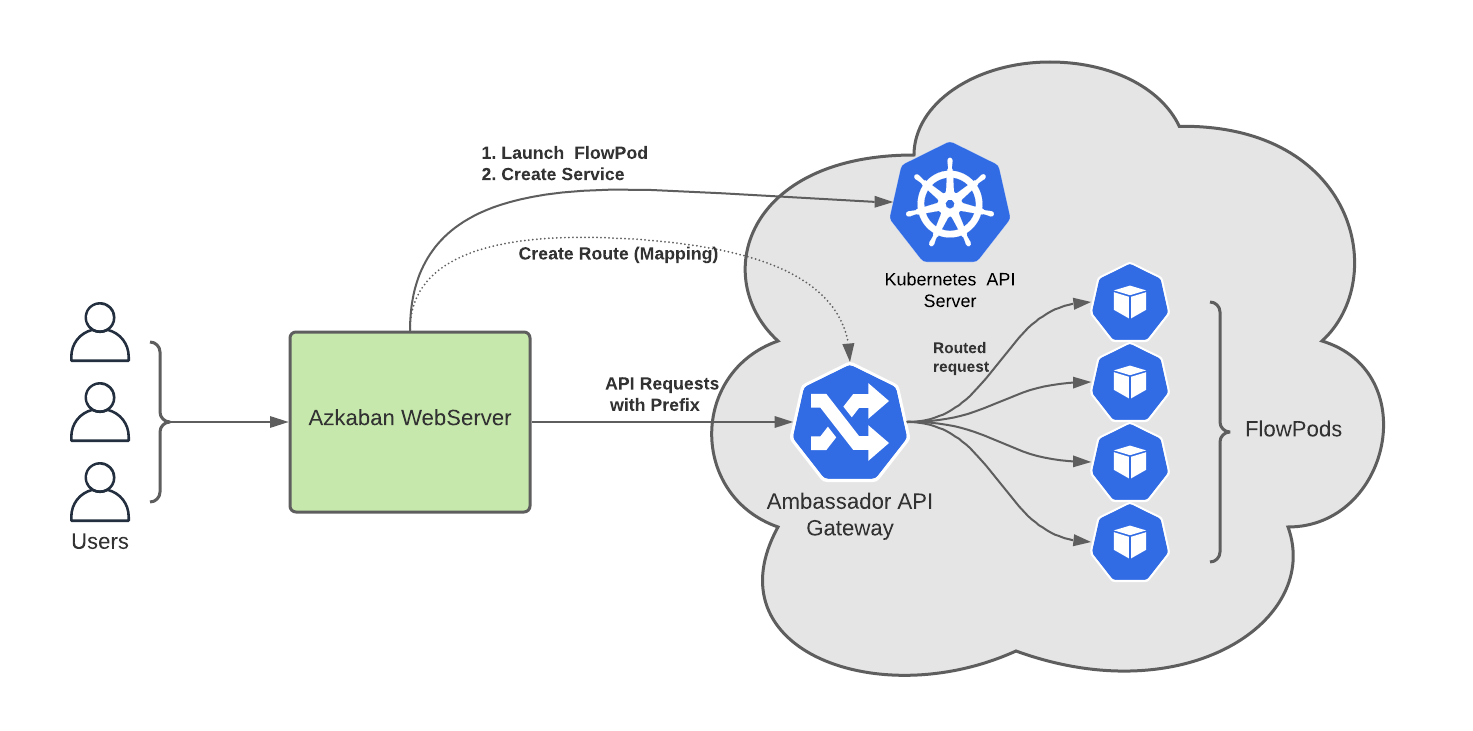 1. Launch FlowPod
2. Create Service
Create Route (Mapping)
Kubernetes API
Server
Routed
request
API Requests
with Prefix
Azkaban WebServer
FlowPods
Ambassador API
Gateway
Users